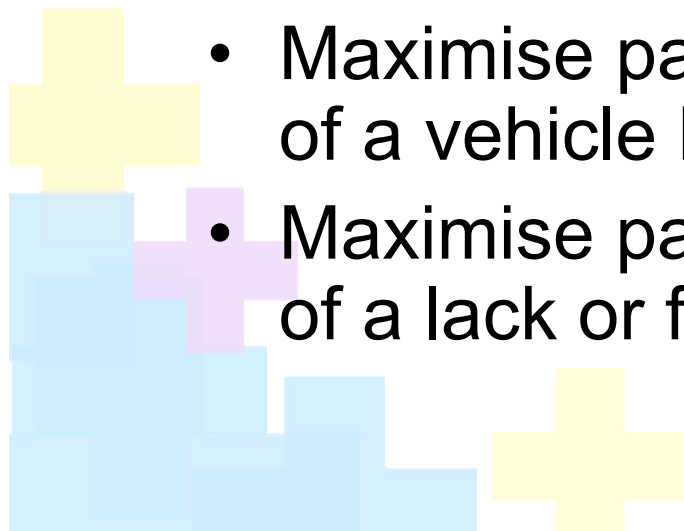 • Maximise pa
of a vehicle
• Maximise pa
of a lack or f